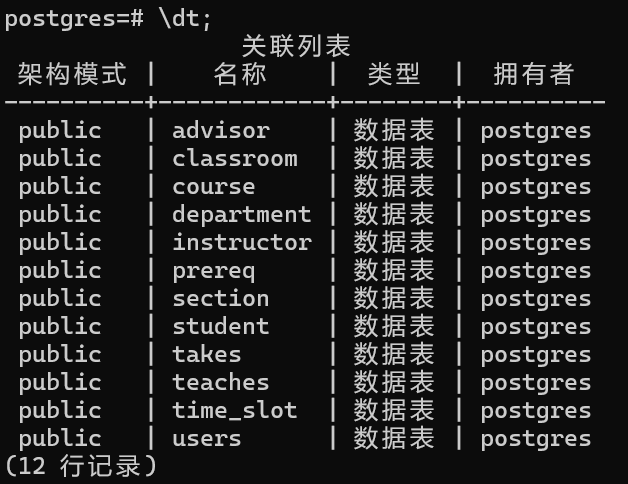 postgres=# \dt;
关联列表
架构模式 | 名称 | 类型 | 拥有者
----------+------------+--------+----------
public | advisor | 数据表 | postgres
public | classroom | 数据表 | postgres
public | course | 数据表 | postgres
public | department | 数据表 | postgres
public | instructor | 数据表 | postgres
public | prereq | 数据表 | postgres
public | section | 数据表 | postgres
public | student | 数据表 | postgres
public | takes | 数据表 | postgres
public | teaches | 数据表 | postgres
public | time_slot | 数据表 | postgres
public | users | 数据表 | postgres
(12 行记录)